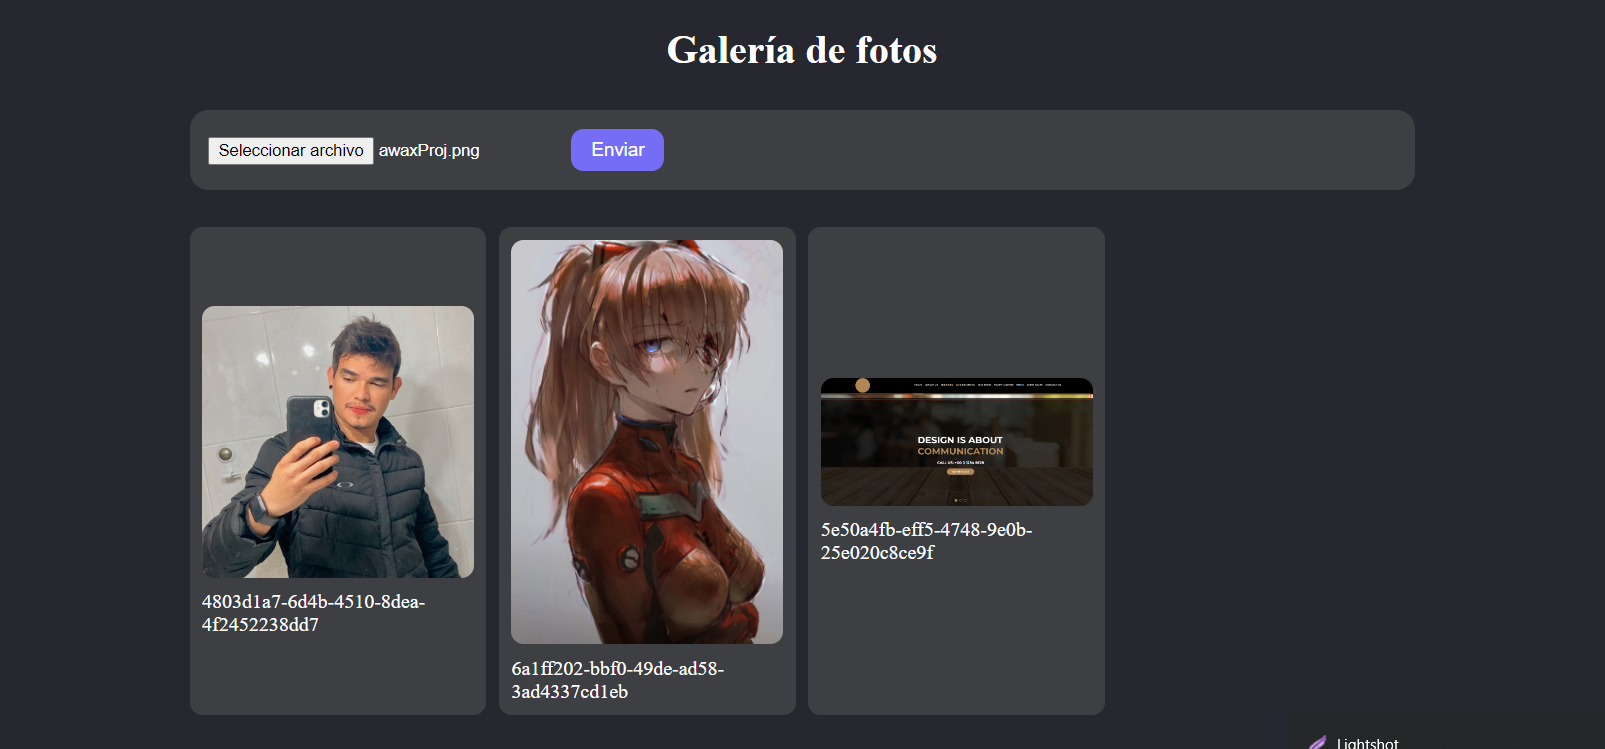 Galería de fotos
Seleccionar archivo awaxProj.png
Enviar
4803d1a7-6d4b-4510-8dea-
4f2452238dd7
6a1ff202-bbf0-49de-ad58-
3ad4337cd1eb
DESIGN IS ABOUT
COMMUNICATION
5e50a4fb-eff5-4748-9e0b-
25e020c8ce9f
Lightshot